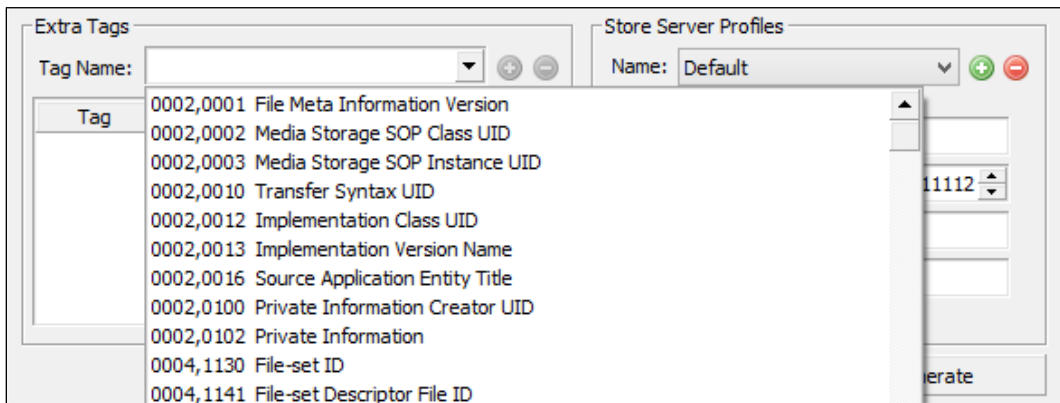 Extra Tags
Store Server Profiles
Tag Name:
Name: Default
Tag
0002,0001 File Meta Information Version
0002,0002 Media Storage SOP Class UID
0002,0003 Media Storage SOP Instance UID
0002,0010 Transfer Syntax UID
11112
0002,0012 Implementation Class UID
0002,0013 Implementation Version Name
0002,0016 Source Application Entity Title
0002,0100 Private Information Creator UID
0002,0102 Private Information
0004,1130 File-set ID
erate
0004,1141 File-set Descriptor File ID